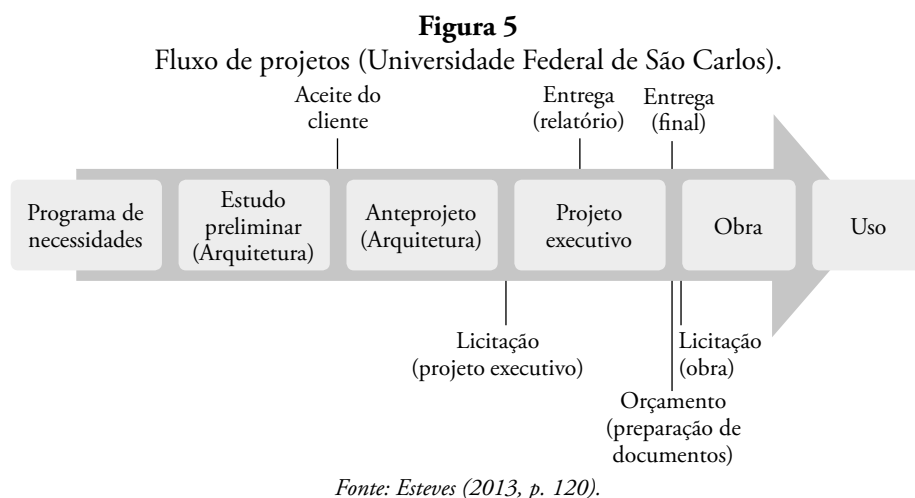 Figura 5
Fluxo de projetos (Universidade Federal de São Carlos).
Aceite do
cliente
Entrega
(relatório)
Entrega
(final)
Programa de
necessidades
Estudo
preliminar
(Arquitetura)
Anteprojeto
(Arquitetura)
Projeto
executivo
Obra
Uso
Licitação
(projeto executivo)
Licitação
(obra)
Orçamento
(preparação de
documentos)
Fonte: Esteves (2013, p. 120).